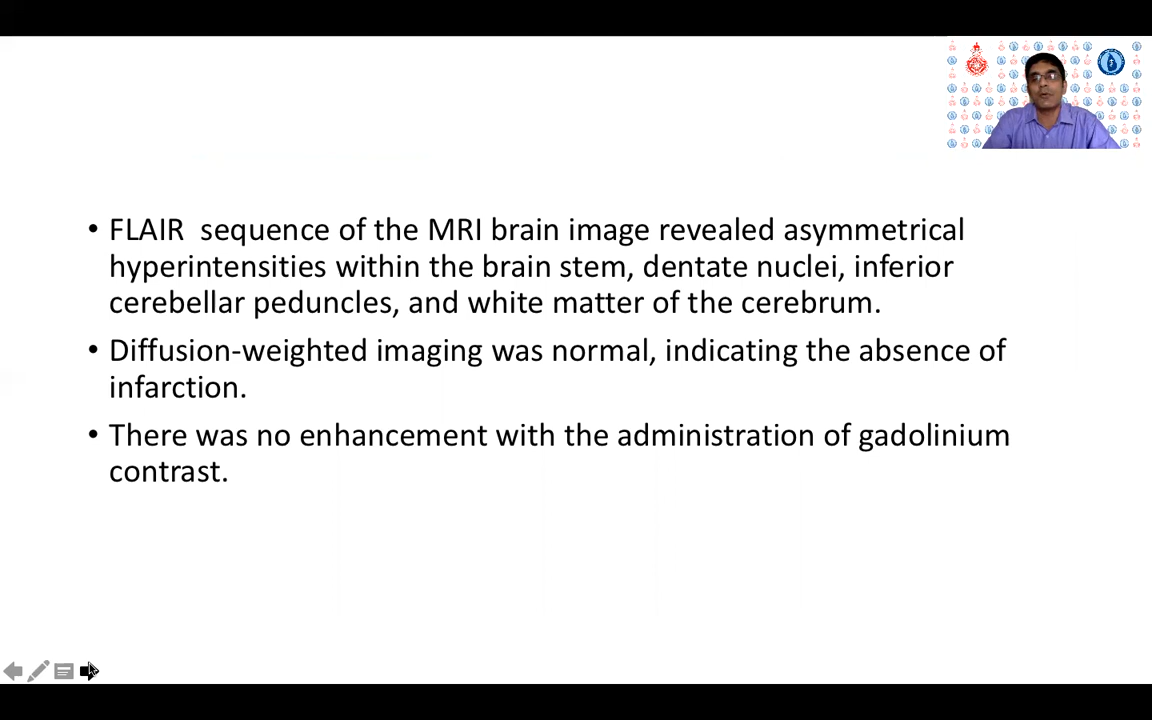 • FLAIR  sequence of the MRI brain image revealed asymmetrical
hyperintensities within the brain stem, dentate nuclei, inferior
cerebellar peduncles, and white matter of the cerebrum.
• Diffusion-weighted imaging was normal, indicating the absence of
infarction.
• There was no enhancement with the administration of gadolinium
contrast.